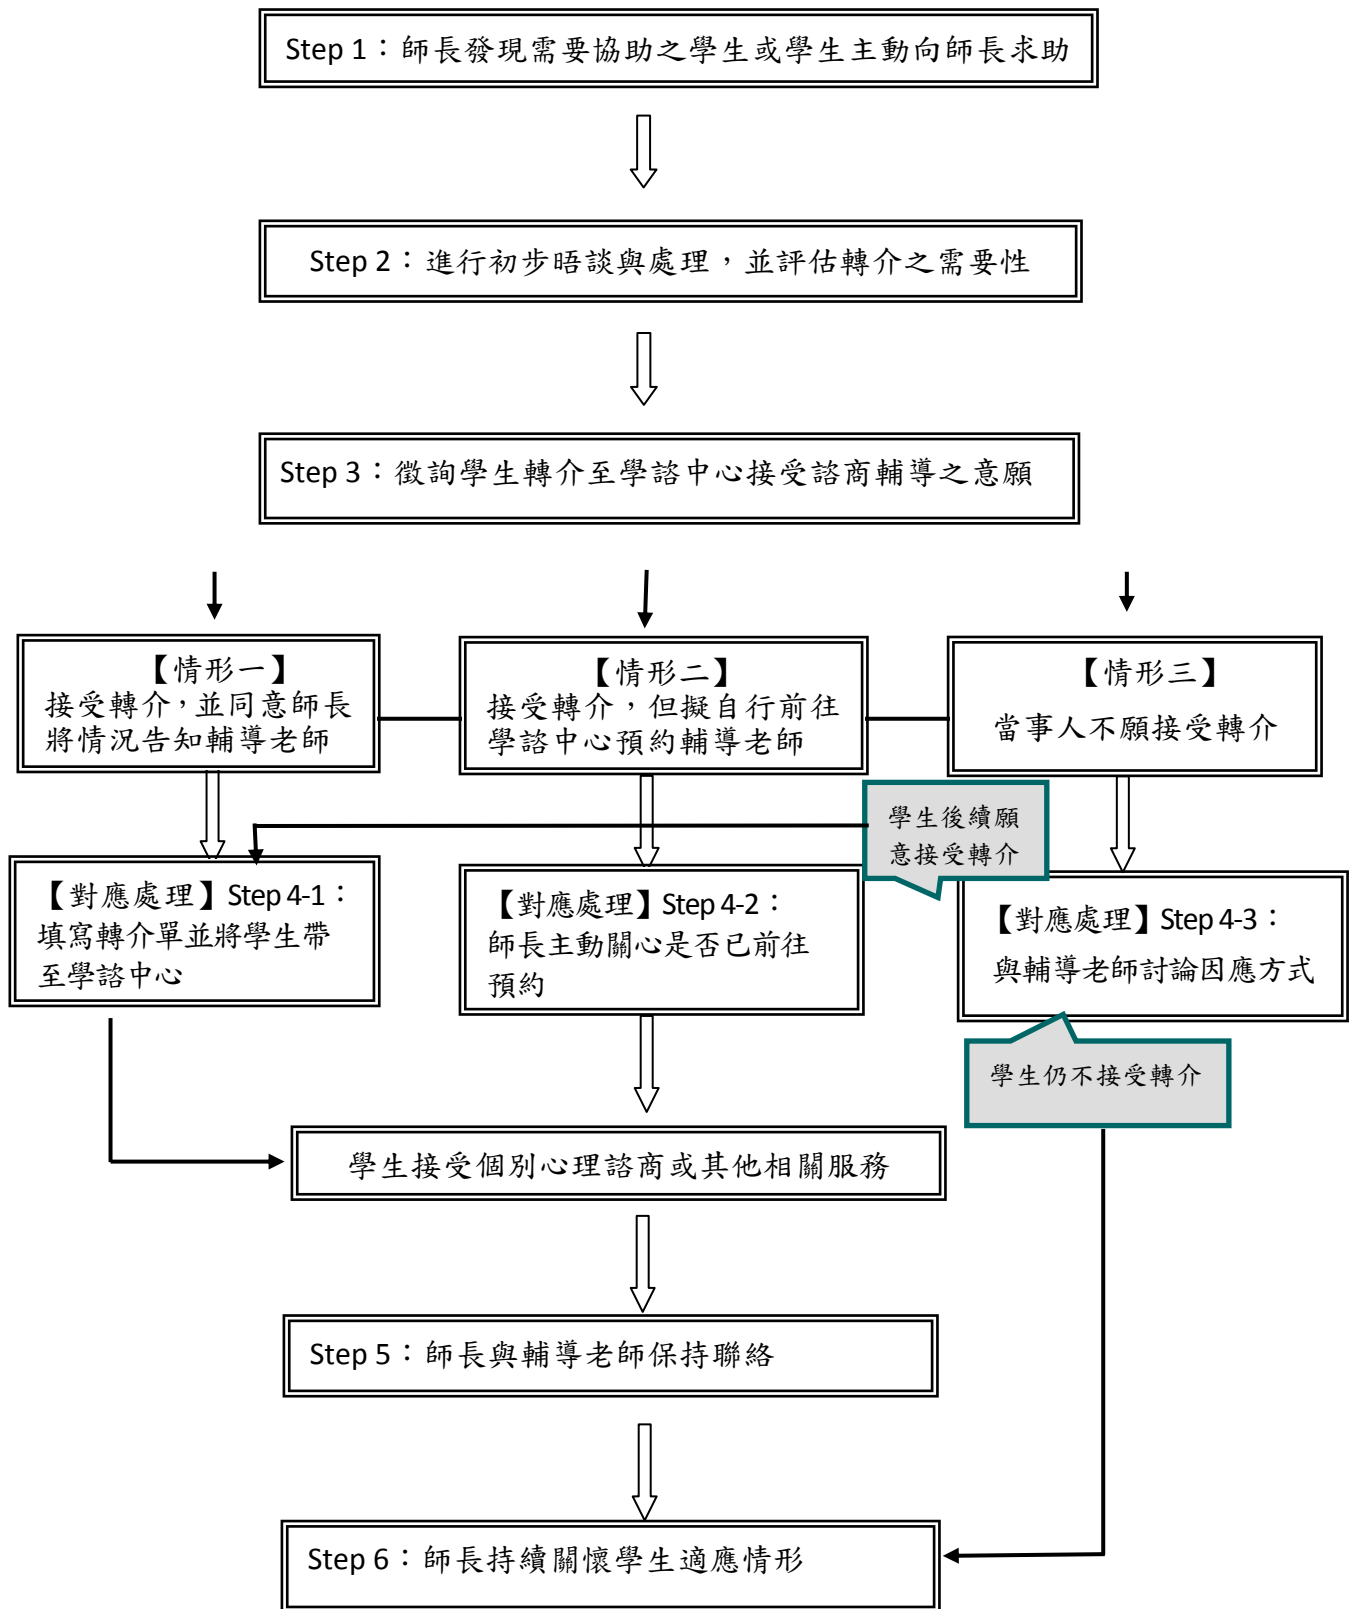 Step 1：師長發現需要協助之學生或學生主動向師長求助
Step 2：進行初步晤談與處理，並評估轉介之需要性
Step 3：徵詢學生轉介至學諮中心接受諮商輔導之意願
【情形一】
接受轉介，並同意師長
將情況告知輔導老師
【情形二】
接受轉介，但擬自行前往
學諮中心預約輔導老師
【情形三】
當事人不願接受轉介
學生後續願
意接受轉介
【對應處理】Step 4-1：
填寫轉介單並將學生帶
至學諮中心
【對應處理】Step 4-2：
師長主動關心是否已前往
預約
【對應處理】Step 4-3：
與輔導老師討論因應方式
學生仍不接受轉介
學生接受個別心理諮商或其他相關服務
Step 5：師長與輔導老師保持聯絡
Step 6：師長持續關懷學生適應情形